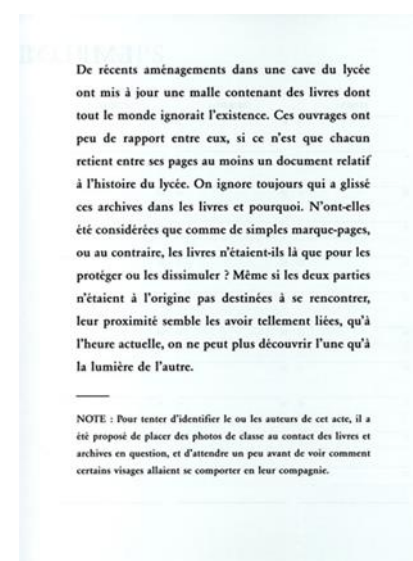 De récents aménagements dans une cave du lycée
ont mis à jour une malle contenant des livres dont
tout le monde ignorait l'existence. Ces ouvrages ont
peu de rapport entre eux, si ce n'est que chacun
retient entre ses pages au moins un document relatif
à l'histoire du lycée. On ignore toujours qui a glissé
ces archives dans les livres et pourquoi. N'ont-elles
été considérées que comme de simples marque-pages,
ou au contraire, les livres n'étaient-ils là que pour les
protéger ou les dissimuler ? Même si les deux parties
n'étaient à l'origine pas destinées à se rencontrer,
leur proximité semble les avoir tellement liées, qu'à
l'heure actuelle, on ne peut plus découvrir l'une qu'à
la lumière de l'autre.
NOTE : Pour tenter d'identifier le ou les auteurs de cet acte, il a
été proposé de placer des photos de classe au contact des livres et
archives en question, et d'attendre un peu avant de voir comment
certains visages allaient se comporter en leur compagnie.